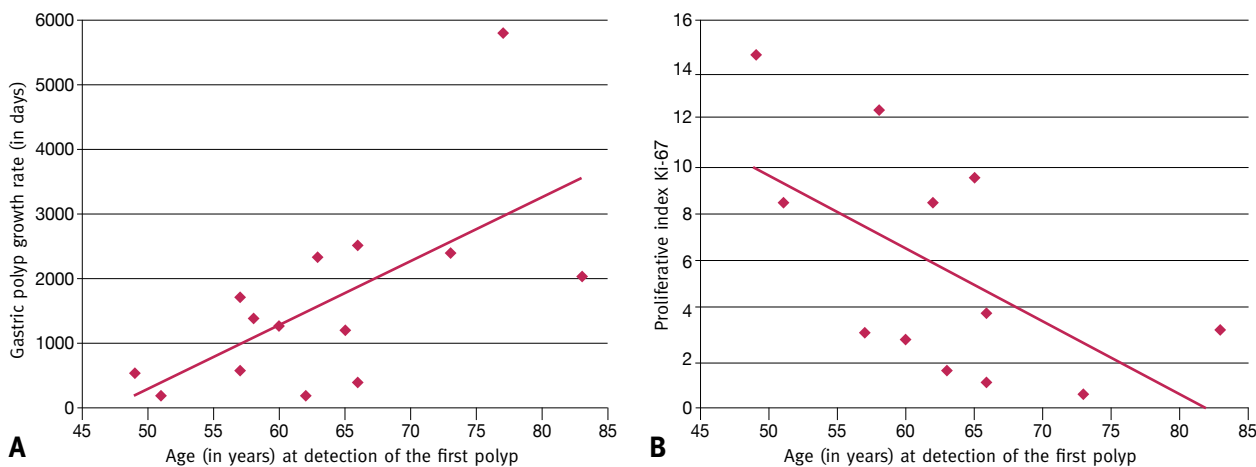 Gastric polyp growth rate (in days)
6000
5000
4000
3000
2000
1000
0
45 50 55 60 65 70 75 80 85
A
Age (in years) at detection of the first polyp
Proliferative index Ki-67
16
14
12
10
8
6
4
2
0
45 50 55 60 65 70 75 80 85
B
Age (in years) at detection of the first polyp